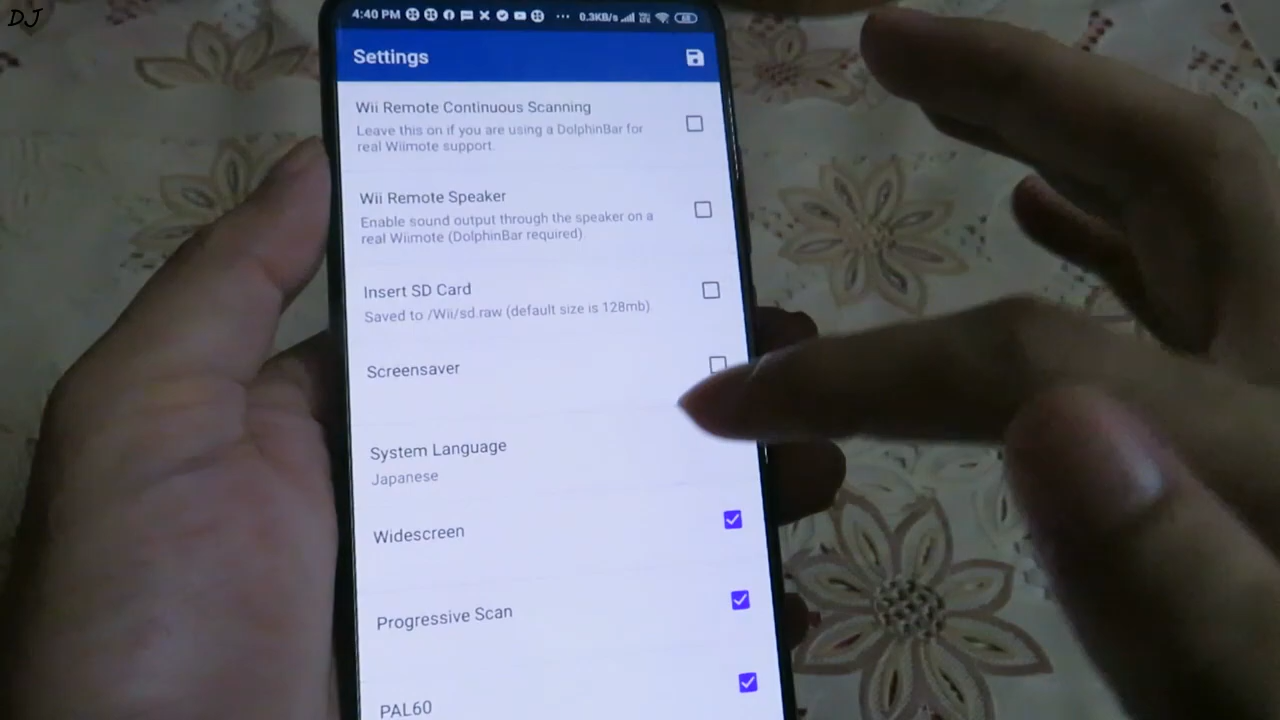 DJ
4:40 PM
0.3KB/s
Settings
Wii Remote Continuous Scanning
Leave this on if you are using a DolphinBar for
real Wiimote support.
Wii Remote Speaker
Enable sound output through the speaker on a
real Wiimote (DolphinBar required)
Insert SD Card
Saved to /Wii/sd.raw (default size is 128mb)
Screensaver
System Language
Japanese
Widescreen
Progressive Scan
PAL60